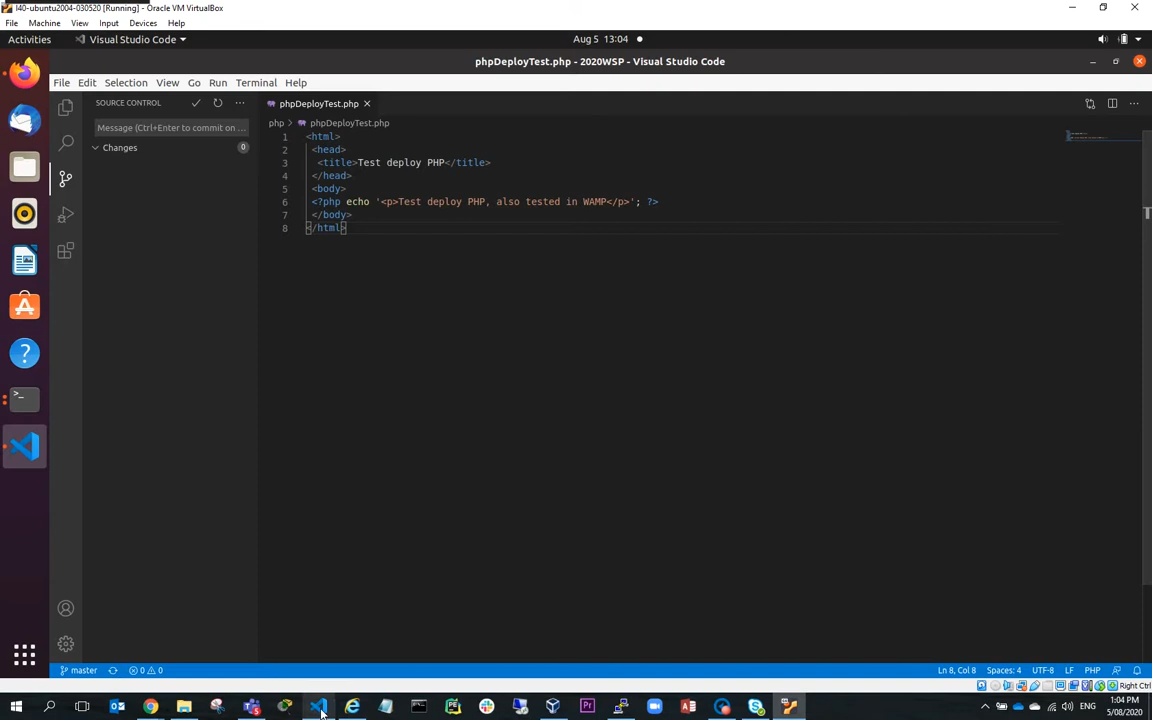 l40-ubuntu2004-030520 [Running] - Oracle VM VirtualBox
File Machine View Input Devices Help
Activities Visual Studio Code Aug 5 13:04
phpDeployTest.php - 2020WSP - Visual Studio Code
File Edit Selection View Go Run Terminal Help
SOURCE CONTROL phpDeployTest.php
php > phpDeployTest.php
Message (Ctrl+Enter to commit on ...
Changes 0
1 <html>
2 <head>
3 <title>Test deploy PHP</title>
4 </head>
5 <body>
6 <?php echo '<p>Test deploy PHP, also tested in WAMP</p>'; ?>
7 </body>
8 </html>
master 0 0 Ln 8, Col 8 Spaces: 4 UTF-8 LF PHP
Right Ctrl
ENG 1:04 PM
5/08/2020